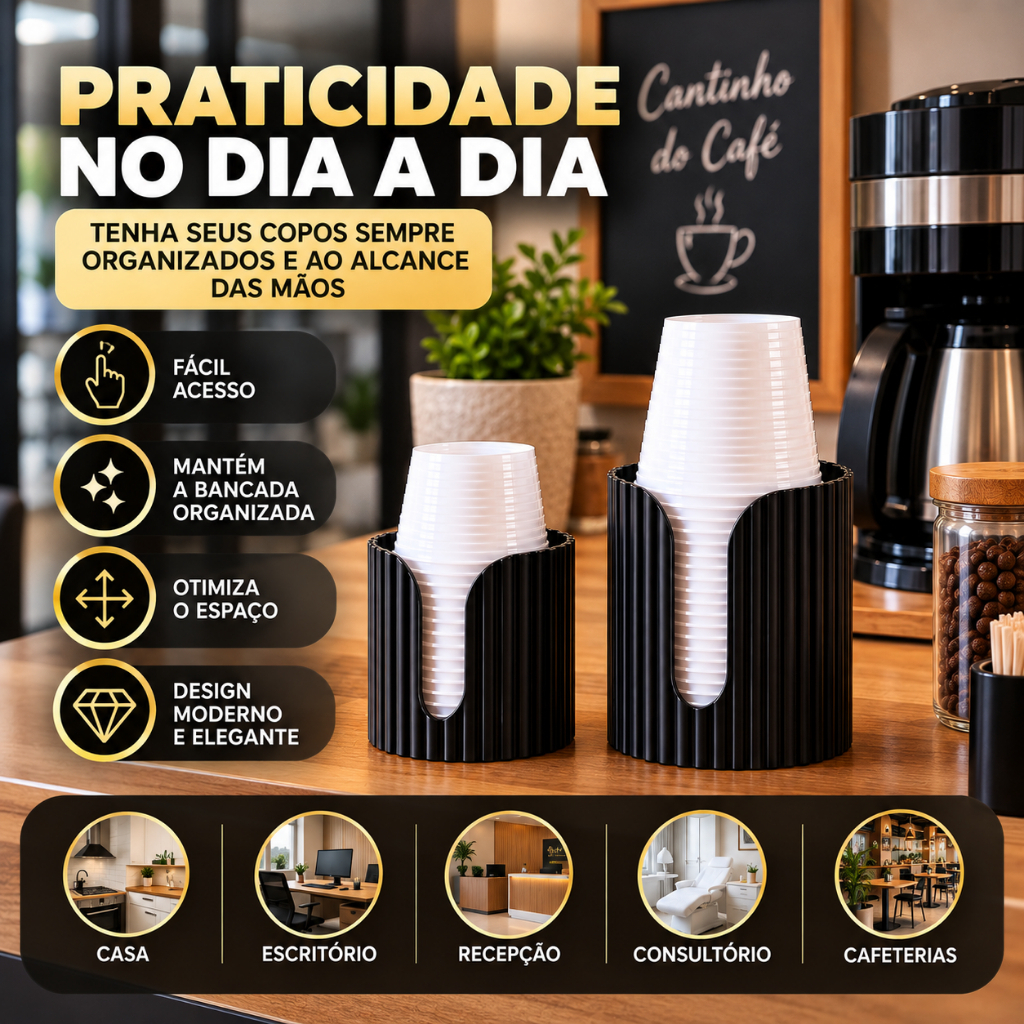 PRATICIDADE
NO DIA A DIA
TENHA SEUS COPOS SEMPRE
ORGANIZADOS E AO ALCANCE
DAS MÃOS
Cantinho
do Café
FÁCIL
ACESSO
MANTÉM
A BANCADA
ORGANIZADA
OTIMIZA
O ESPAÇO
DESIGN
MODERNO
E ELEGANTE
CASA
ESCRITÓRIO
RECEPÇÃO
CONSULTÓRIO
CAFETERIAS